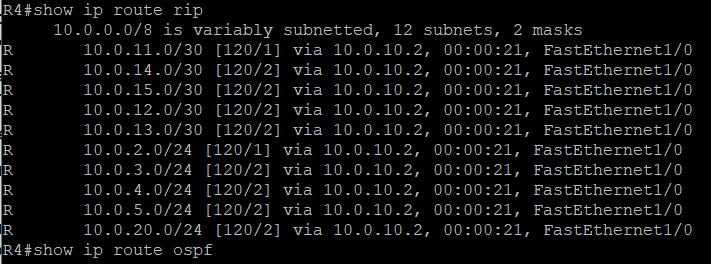 R4#show ip route rip
10.0.0.0/8 is variably subnetted, 12 subnets, 2 masks
R 10.0.11.0/30 [120/1] via 10.0.10.2, 00:00:21, FastEthernet1/0
R 10.0.14.0/30 [120/2] via 10.0.10.2, 00:00:21, FastEthernet1/0
R 10.0.15.0/30 [120/2] via 10.0.10.2, 00:00:21, FastEthernet1/0
R 10.0.12.0/30 [120/2] via 10.0.10.2, 00:00:21, FastEthernet1/0
R 10.0.13.0/30 [120/2] via 10.0.10.2, 00:00:21, FastEthernet1/0
R 10.0.2.0/24 [120/1] via 10.0.10.2, 00:00:21, FastEthernet1/0
R 10.0.3.0/24 [120/2] via 10.0.10.2, 00:00:21, FastEthernet1/0
R 10.0.4.0/24 [120/2] via 10.0.10.2, 00:00:21, FastEthernet1/0
R 10.0.5.0/24 [120/2] via 10.0.10.2, 00:00:21, FastEthernet1/0
R 10.0.20.0/24 [120/2] via 10.0.10.2, 00:00:21, FastEthernet1/0
R4#show ip route ospf